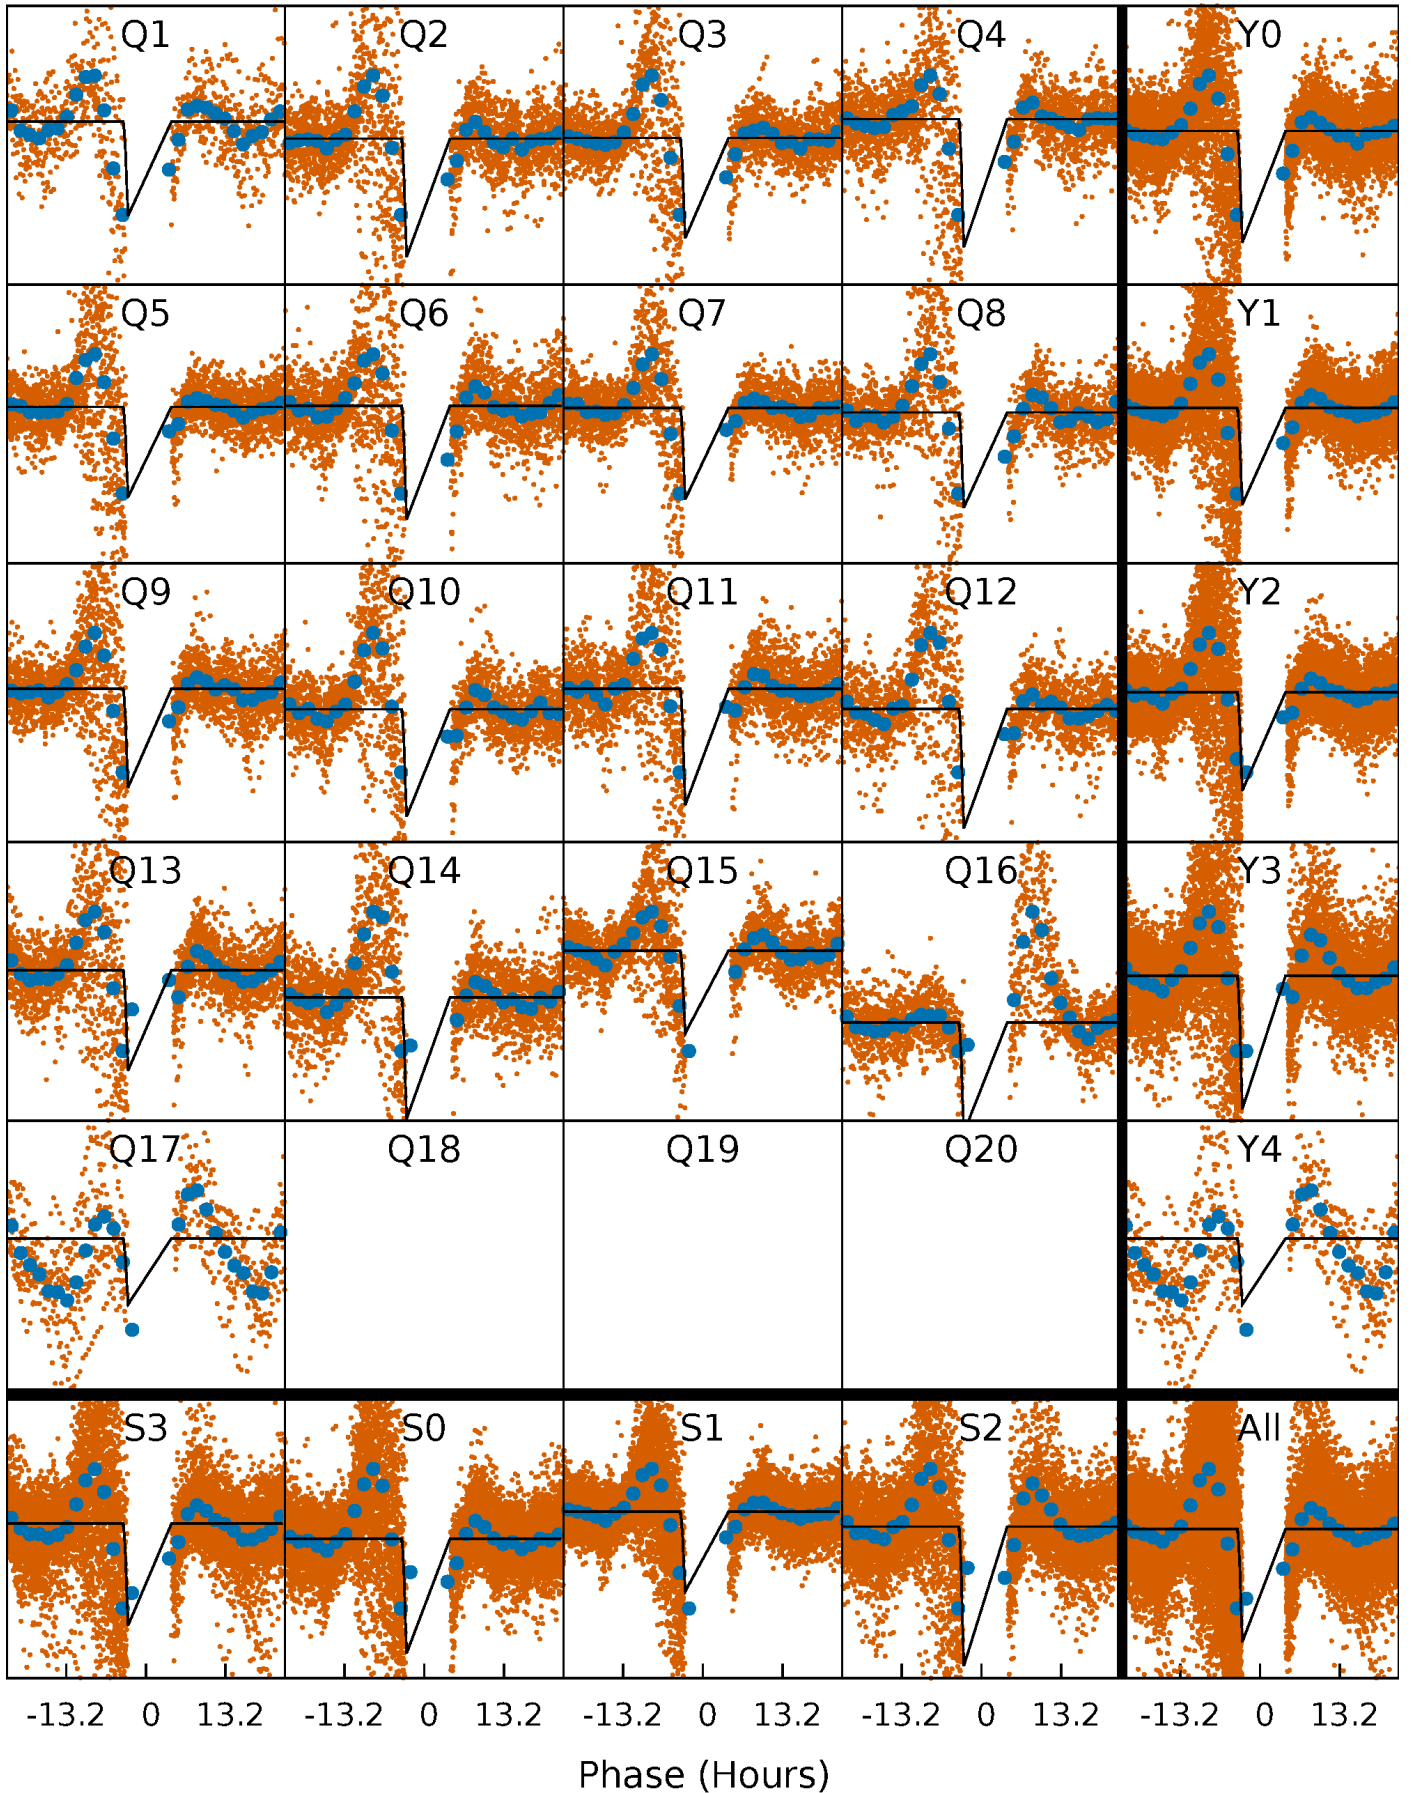 Q1 Q2 Q3 Q4 Y0
Q5 Q6 Q7 Q8 Y1
Q9 Q10 Q11 Q12 Y2
Q13 Q14 Q15 Q16 Y3
Q17 Q18 Q19 Q20 Y4
S3 S0 S1 S2 All
-13.2 0 13.2 -13.2 0 13.2 -13.2 0 13.2 -13.2 0 13.2 -13.2 0 13.2
Phase (Hours)